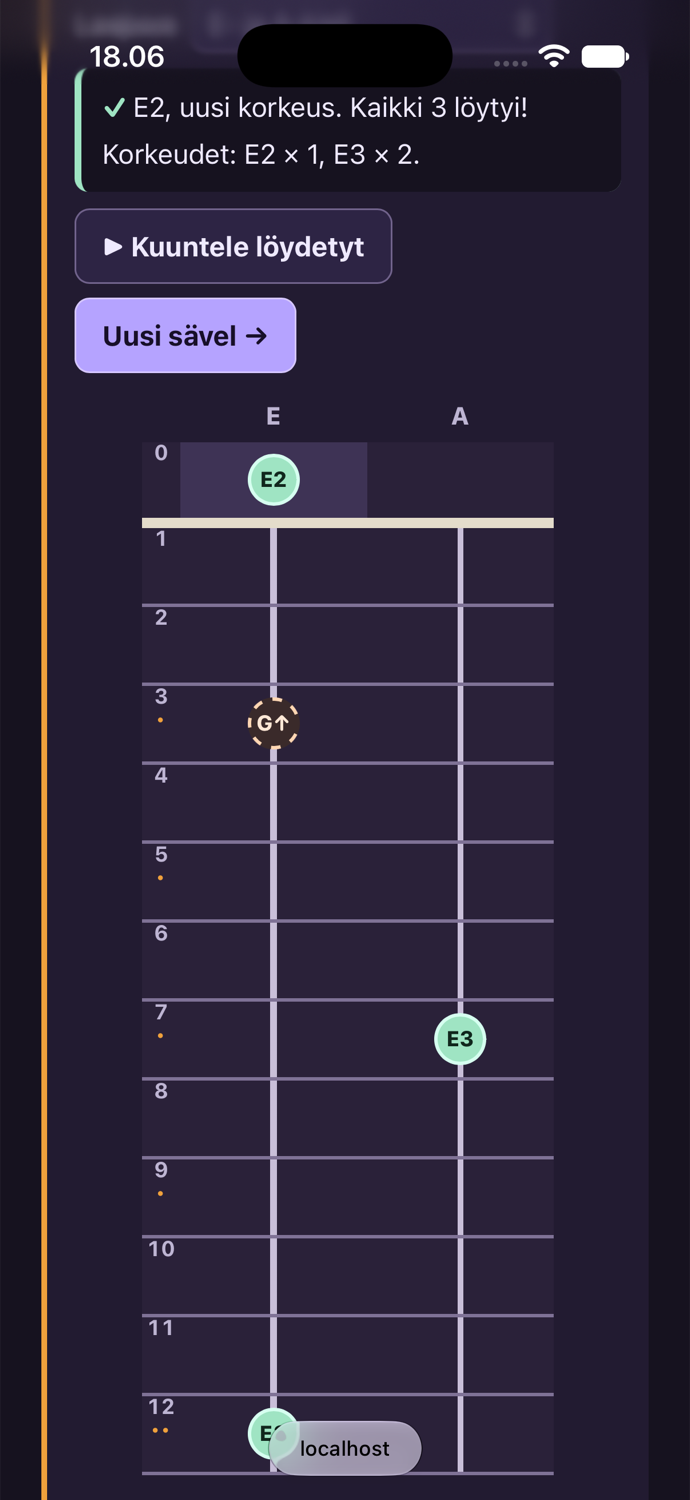 18.06
✓ E2, uusi korkeus. Kaikki 3 löytyi!
Korkeudet: E2 × 1, E3 × 2.
▶ Kuuntele löydetyt
Uusi sävel →
E A
0 E2
1
2
3 G↑
4
5
6
7 E3
8
9
10
11
12
localhost